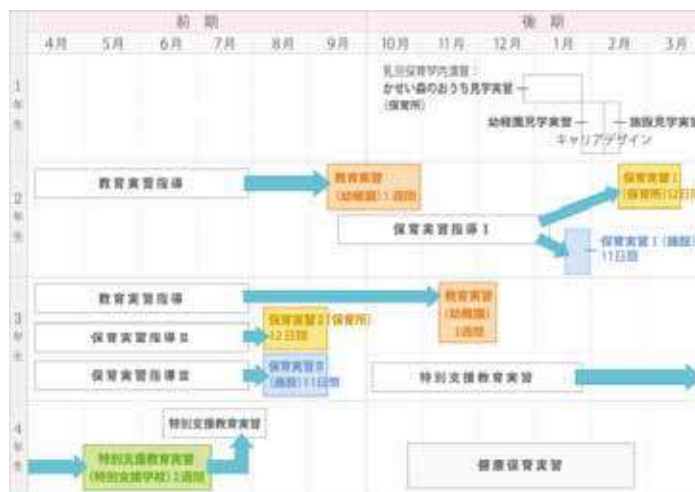 前 期
後 期
4月 5月 6月 7月 8月 9月 10月 11月 12月 1月 2月 3月
1年生
乳児保育学内演習：
かせい森のおうち見学実習
(保育所)
幼稚園見学実習
施設見学実習
キャリアデザイン
2年生
教育実習指導
教育実習
(幼稚園)1週間
保育実習指導Ⅰ
保育実習Ⅰ
(保育所)12日間
保育実習Ⅰ(施設)
11日間
3年生
教育実習指導
教育実習
(幼稚園)
3週間
保育実習指導Ⅱ
保育実習Ⅱ(保育所)
12日間
保育実習指導Ⅲ
保育実習Ⅲ
(施設)11日間
特別支援教育実習
4年生
特別支援教育実習
特別支援教育実習
(特別支援学校)2週間
健康保育実習